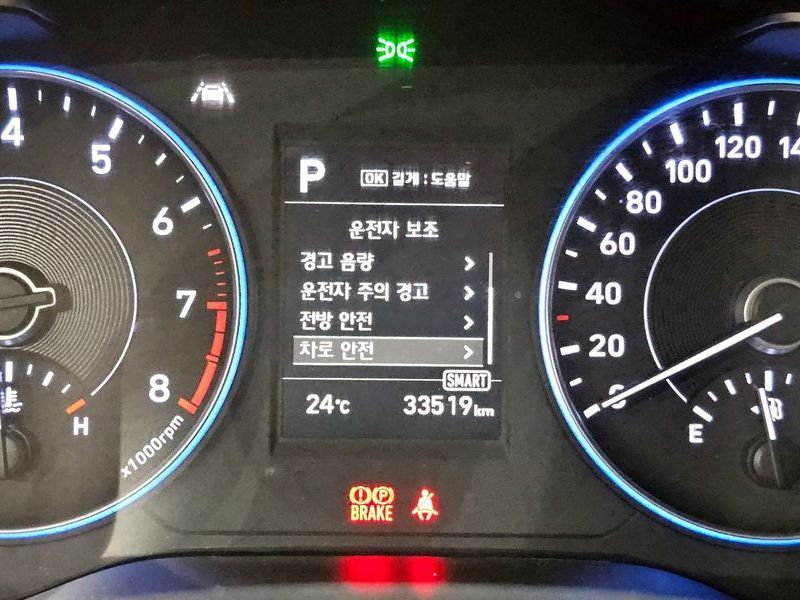 4
5
6
7
8
x1000rpm
H
P
OK 길게 : 도움말
운전자 보조
경고 음량
운전자 주의 경고
전방 안전
차로 안전
SMART
24°c 33519km
P
BRAKE
0
20
40
60
80
100
120
E